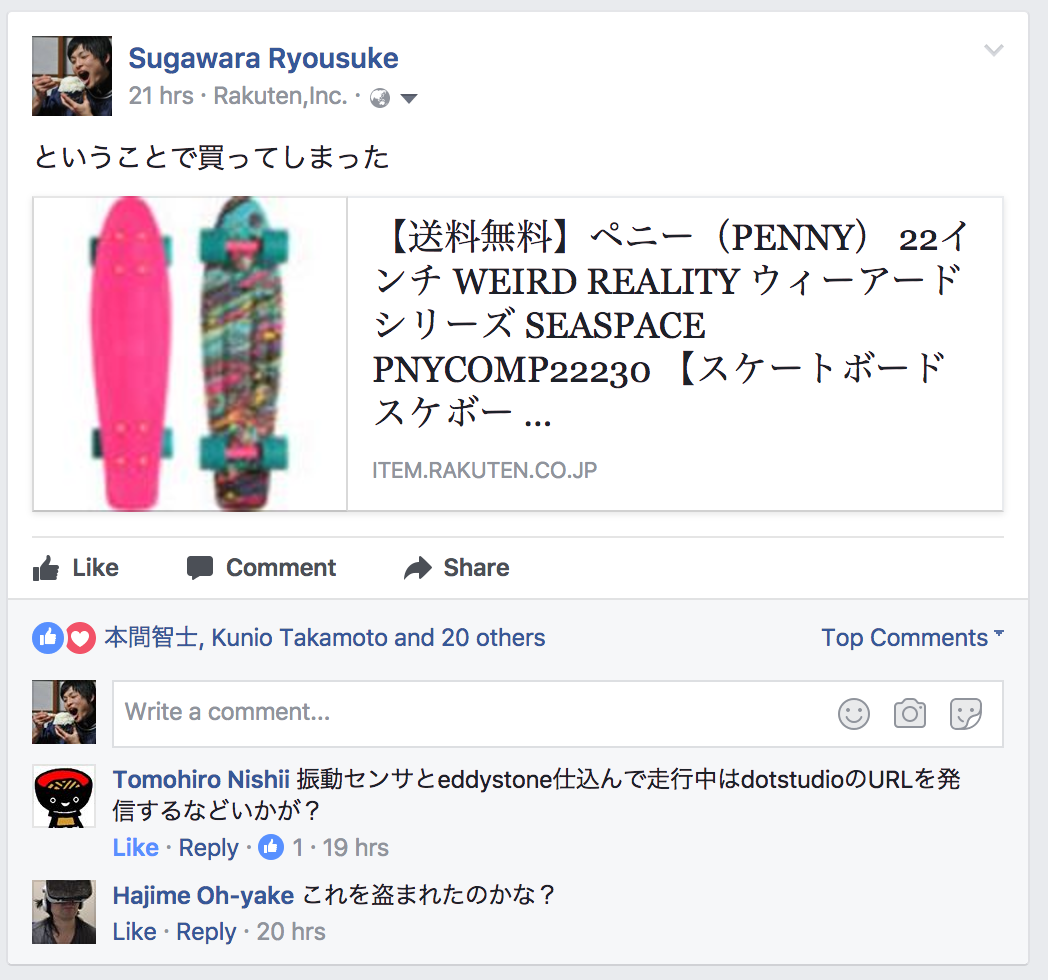 Sugawara Ryousuke
21 hrs · Rakuten,Inc. ·
ということで買ってしまった
【送料無料】ペニー（PENNY） 22イ
ンチ WEIRD REALITY ウィーアード
シリーズ SEASPACE
PNYCOMP22230 【スケートボード
スケボー ...
ITEM.RAKUTEN.CO.JP
Like Comment Share
本間智士, Kunio Takamoto and 20 others Top Comments
Write a comment...
Tomohiro Nishii 振動センサとeddystone仕込んで走行中はdotstudioのURLを発
信するなどいかが？
Like · Reply · 1 · 19 hrs
Hajime Oh-yake これを盗まれたのかな？
Like · Reply · 20 hrs